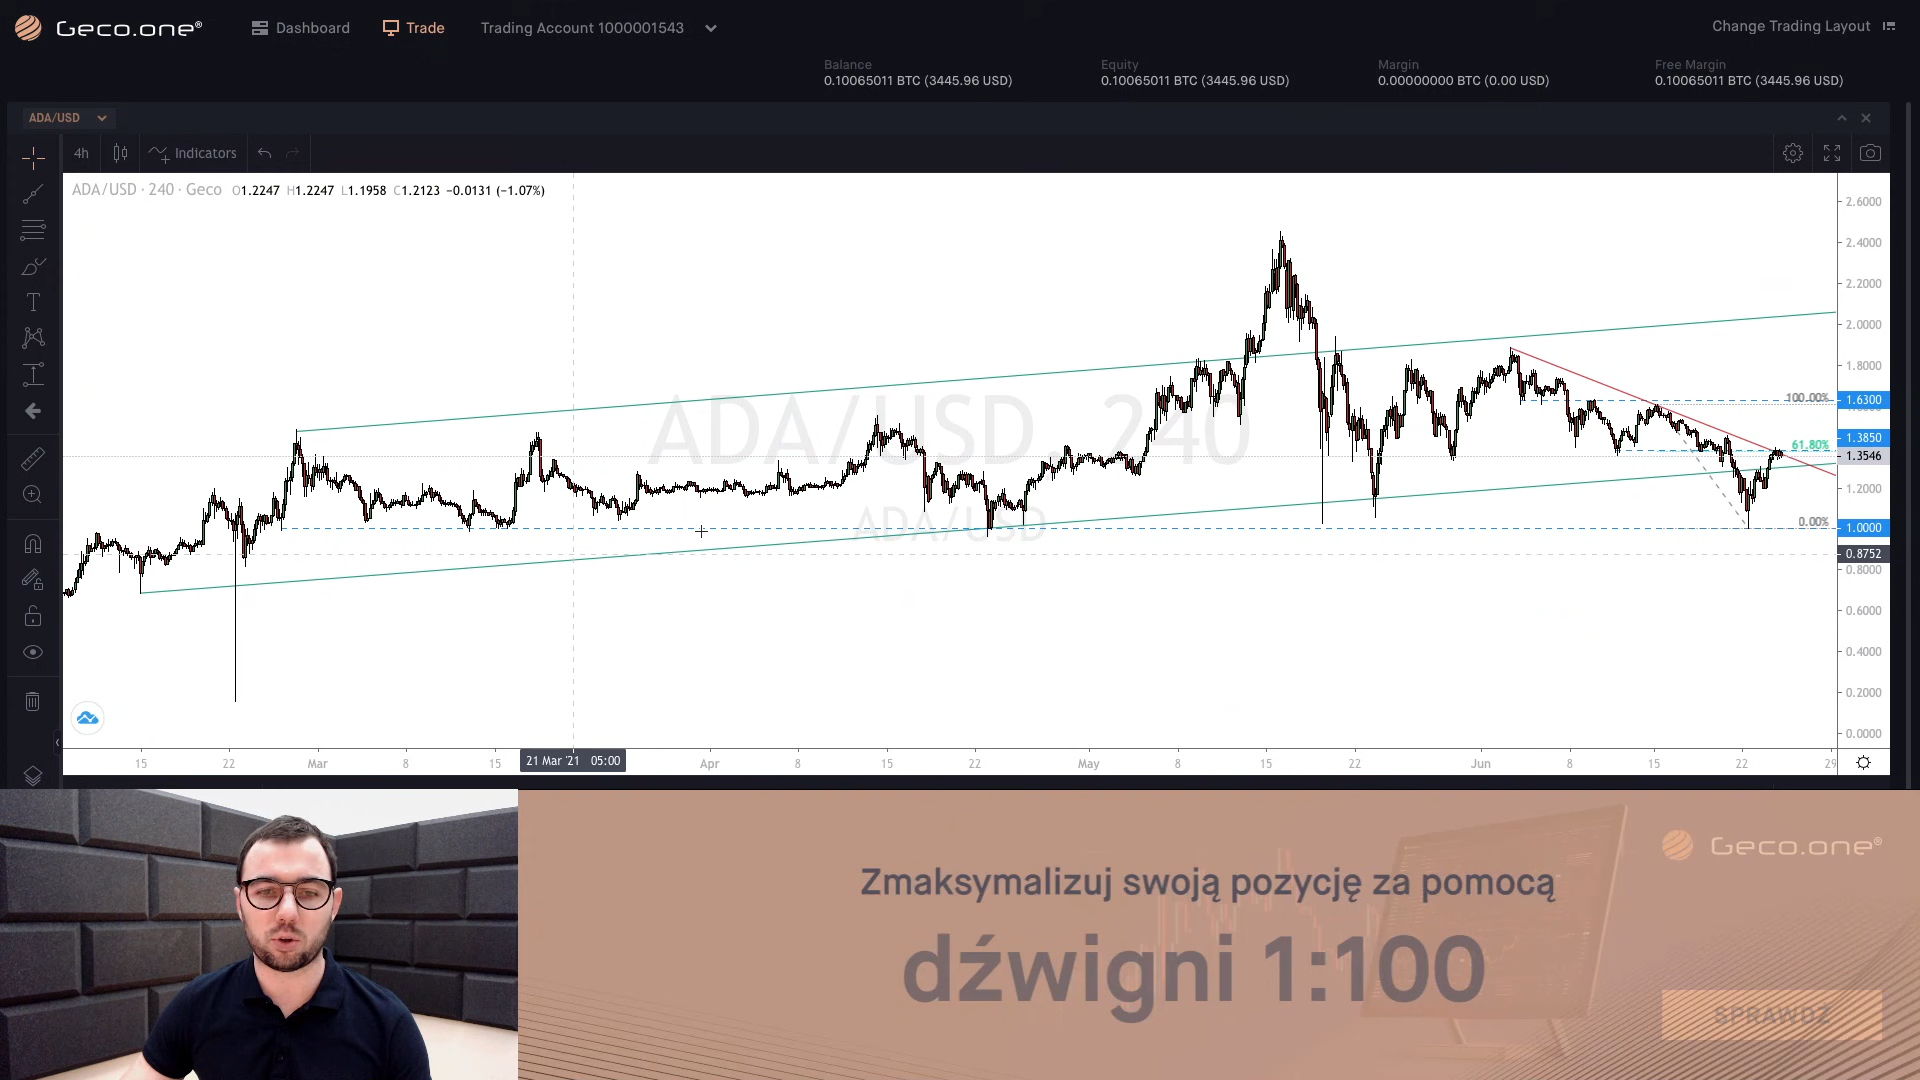 Geco.one®
Dashboard
Trade
Trading Account 1000001543
Change Trading Layout
Balance
0.10065011 BTC (3445.96 USD)
Equity
0.10065011 BTC (3445.96 USD)
Margin
0.00000000 BTC (0.00 USD)
Free Margin
0.10065011 BTC (3445.96 USD)
ADA/USD
4h
Indicators
ADA/USD · 240 · Geco O1.2247 H1.2247 L1.1958 C1.2123 −0.0131 (−1.07%)
ADA/USD, 240
ADA/USD
2.6000
2.4000
2.2000
2.0000
1.8000
100.00%
1.6300
1.3850
61.80%
1.3546
1.2000
0.00%
1.0000
0.8752
0.8000
0.6000
0.4000
0.2000
0.0000
15
22
Mar
8
15
21 Mar '21 05:00
Apr
8
15
22
May
8
15
22
Jun
8
15
22
29
Zmaksymalizuj swoją pozycję za pomocą
dźwigni 1:100
Geco.one®
SPRAWDŹ